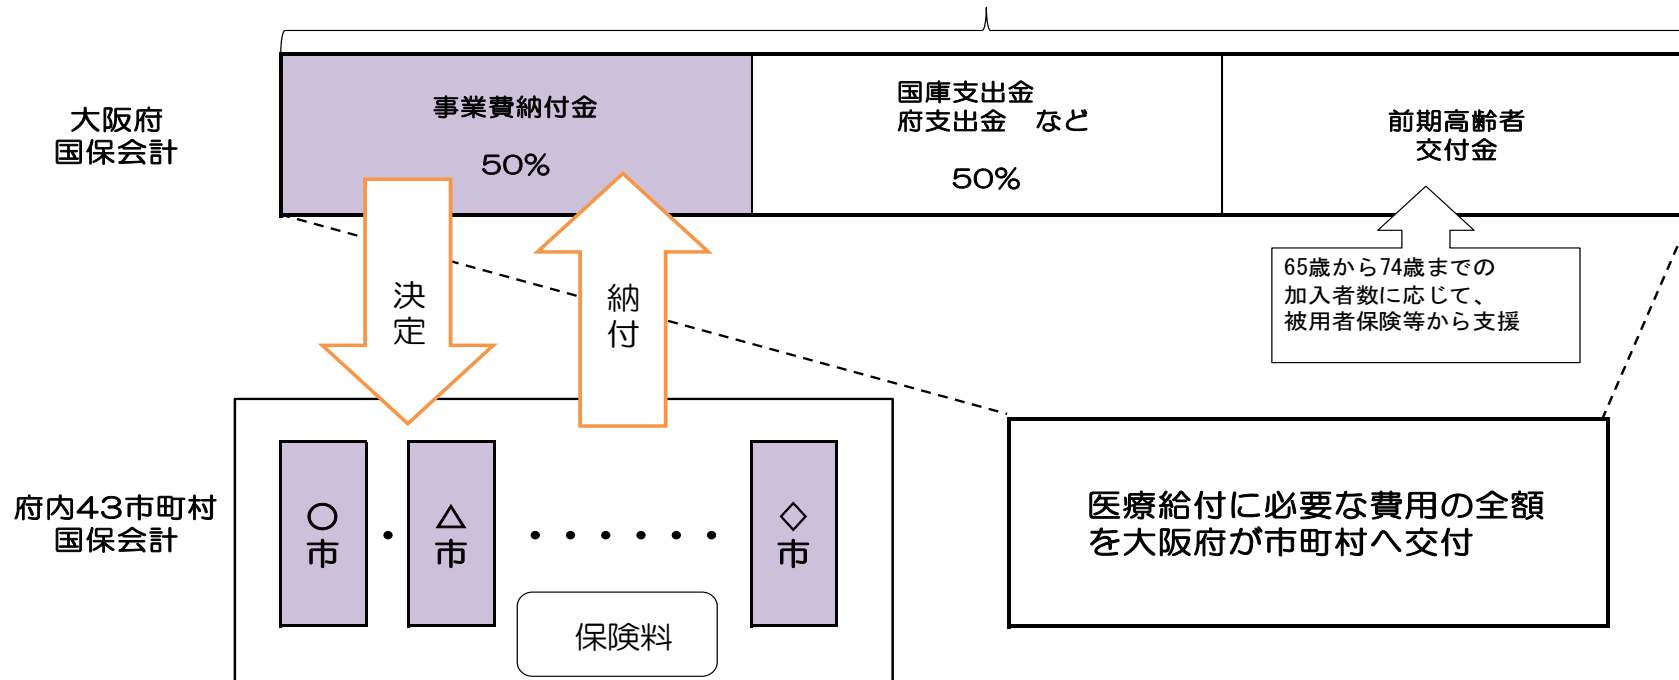 大阪府
国保会計
事業費納付金
50%
国庫支出金
府支出金　など
50%
前期高齢者
交付金
65歳から74歳までの
加入者数に応じて、
被用者保険等から支援
決定
納付
府内43市町村
国保会計
○市
・
△市
・・・・・・
◇市
保険料
医療給付に必要な費用の全額
を大阪府が市町村へ交付